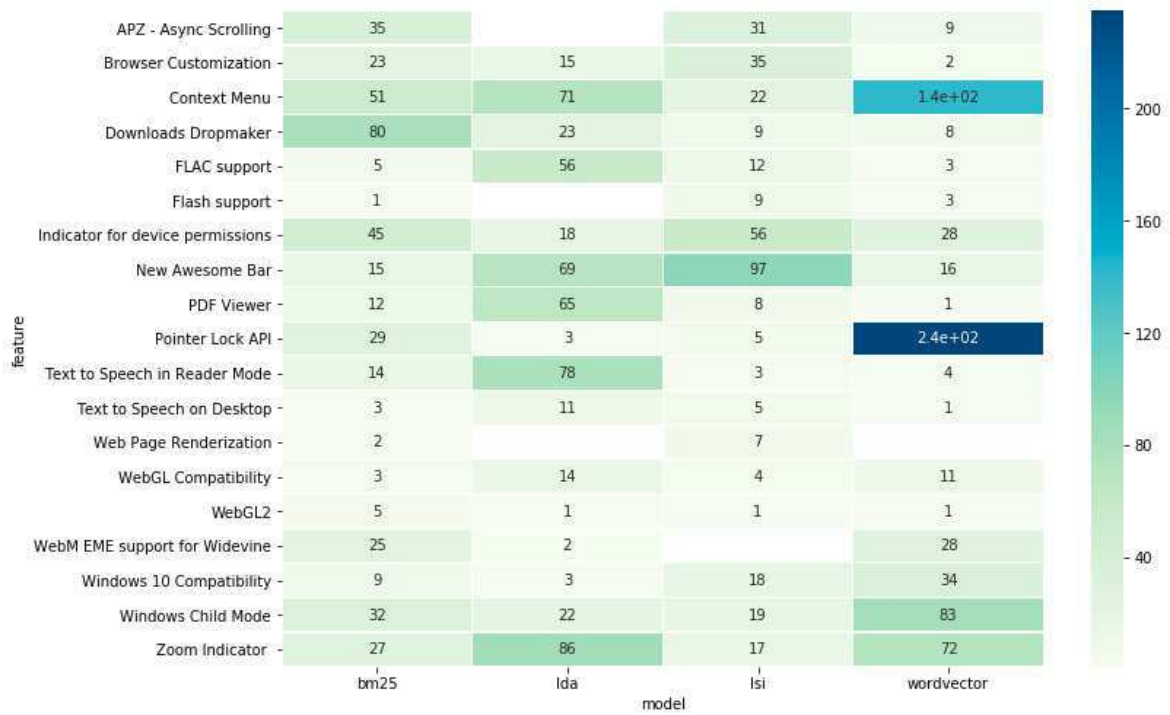 APZ - Async Scrolling 35 31 9
Browser Customization 23 15 35 2
Context Menu 51 71 22 1.4e+02
Downloads Dropmaker 80 23 9 8
FLAC support 5 56 12 3
Flash support 1 9 3
Indicator for device permissions 45 18 56 28
New Awesome Bar 15 69 97 16
PDF Viewer 12 65 8 1
Pointer Lock API 29 3 5 2.4e+02
Text to Speech in Reader Mode 14 78 3 4
Text to Speech on Desktop 3 11 5 1
Web Page Renderization 2 7
WebGL Compatibility 3 14 4 11
WebGL2 5 1 1 1
WebM EME support for Widevine 25 2 28
Windows 10 Compatibility 9 3 18 34
Windows Child Mode 32 22 19 83
Zoom Indicator 27 86 17 72
bm25 lda lsi wordvector
model
feature
200
160
120
80
40